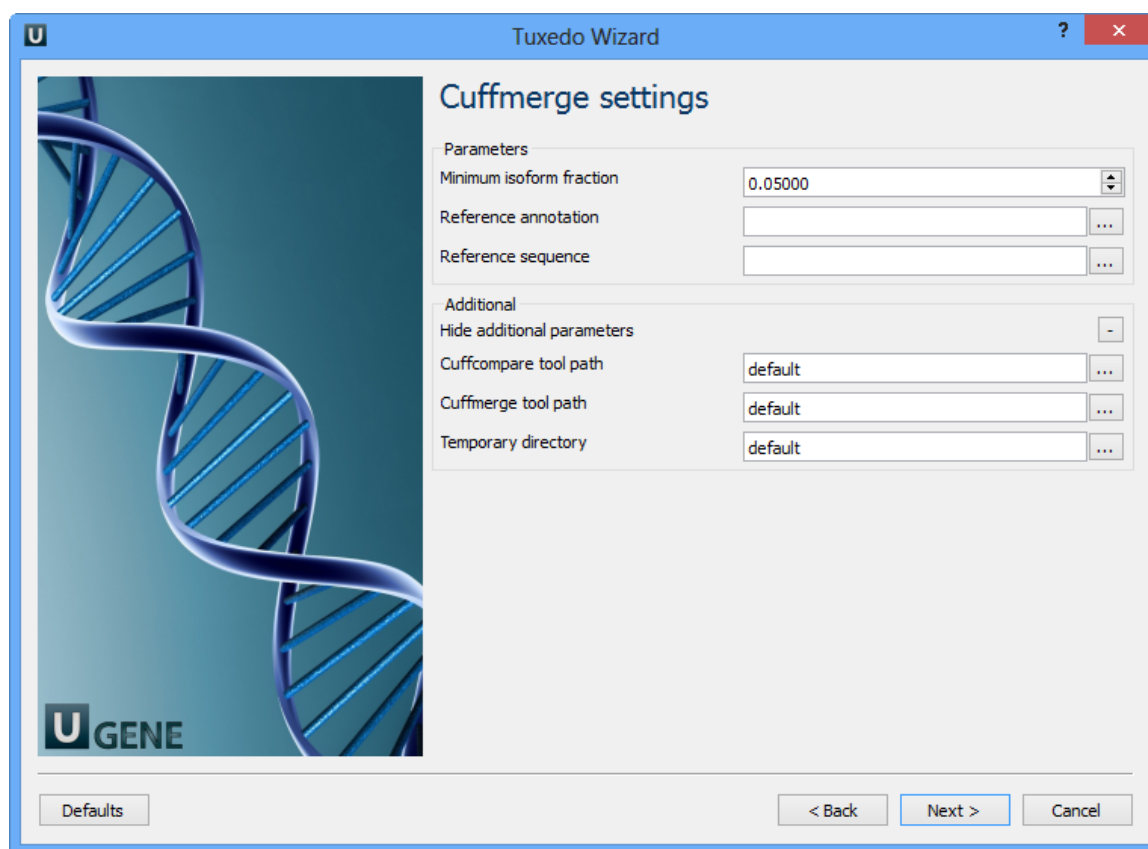 U
Tuxedo Wizard
?
×
Cuffmerge settings
Parameters
Minimum isoform fraction
0.05000
Reference annotation
...
Reference sequence
...
Additional
Hide additional parameters
-
Cuffcompare tool path
default
...
Cuffmerge tool path
default
...
Temporary directory
default
...
U GENE
Defaults
< Back
Next >
Cancel